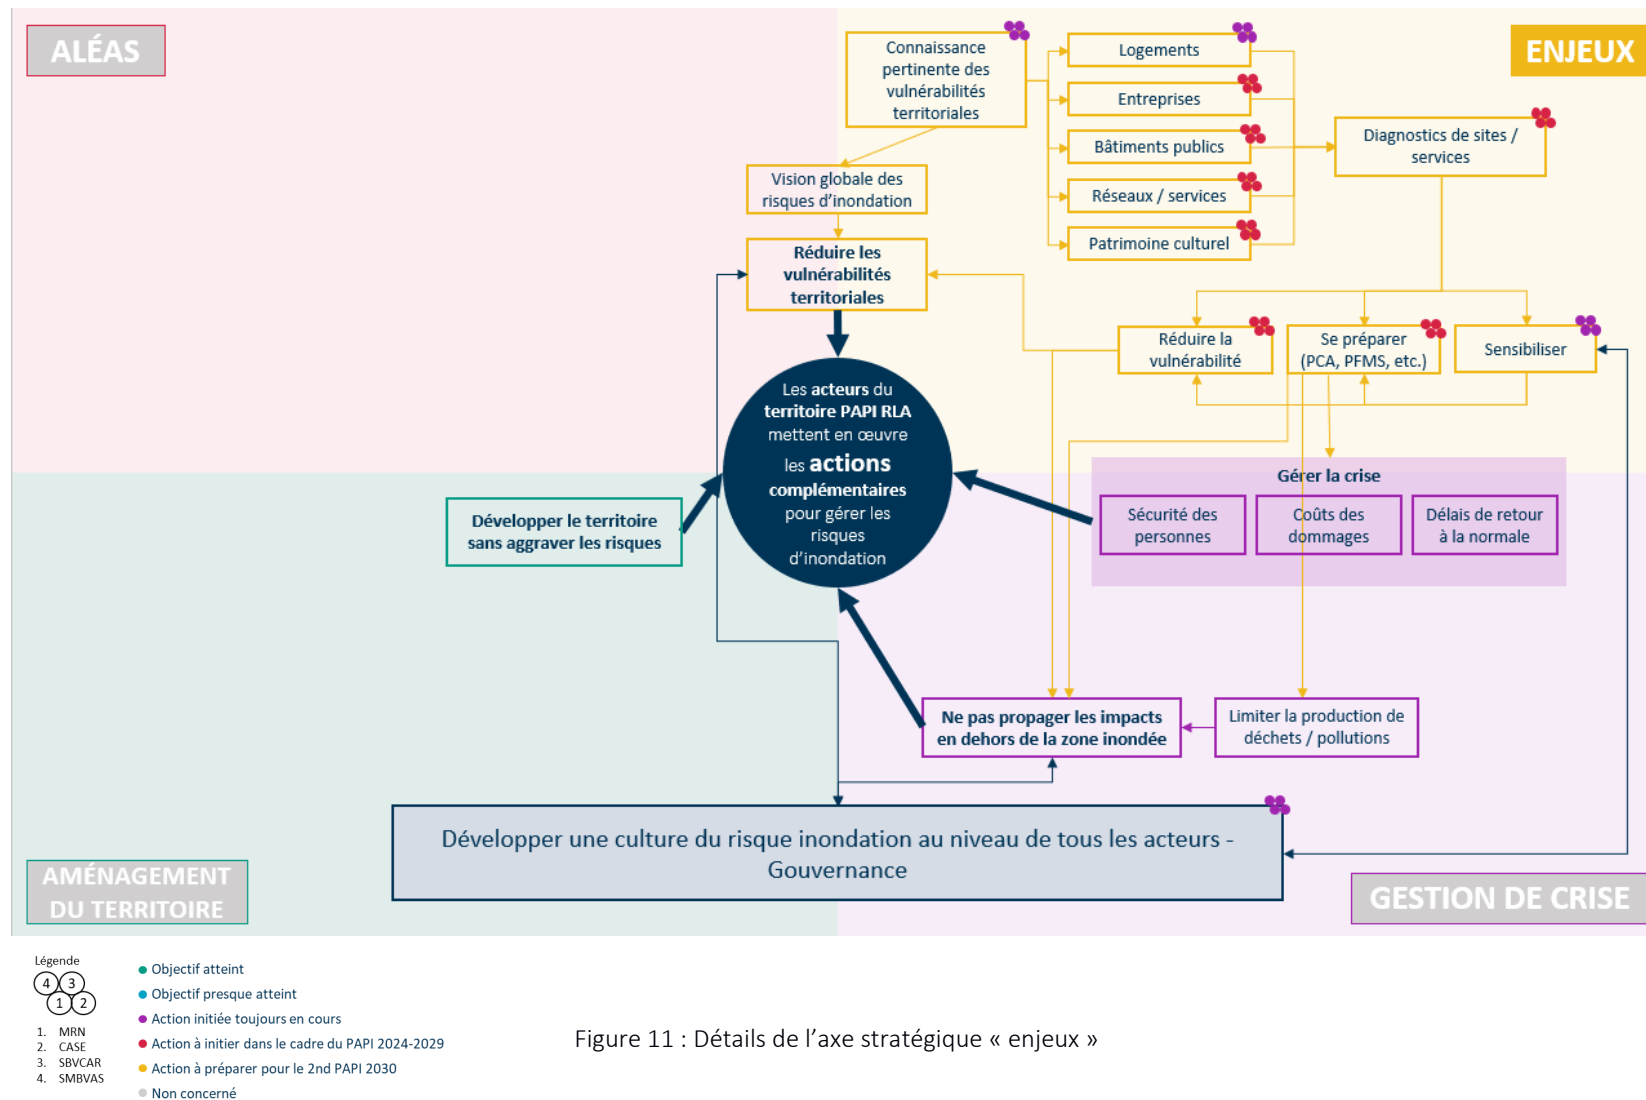 ALÉAS
ENJEUX
Connaissance
pertinente des
vulnérabilités
territoriales
Logements
Entreprises
Bâtiments publics
Réseaux / services
Patrimoine culturel
Diagnostics de sites /
services
Vision globale des
risques d'inondation
Réduire les
vulnérabilités
territoriales
Réduire la
vulnérabilité
Se préparer
(PCA, PFMS, etc.)
Sensibiliser
Les acteurs du
territoire PAPI RLA
mettent en œuvre
les actions
complémentaires
pour gérer les
risques
d'inondation
Développer le territoire
sans aggraver les risques
Gérer la crise
Sécurité des
personnes
Coûts des
dommages
Délais de retour
à la normale
Ne pas propager les impacts
en dehors de la zone inondée
Limiter la production de
déchets / pollutions
Développer une culture du risque inondation au niveau de tous les acteurs -
Gouvernance
AMÉNAGEMENT
DU TERRITOIRE
GESTION DE CRISE
Légende
4 3
1 2
1. MRN
2. CASE
3. SBVCAR
4. SMBVAS
Objectif atteint
Objectif presque atteint
Action initiée toujours en cours
Action à initier dans le cadre du PAPI 2024-2029
Action à préparer pour le 2nd PAPI 2030
Non concerné
Figure 11 : Détails de l'axe stratégique « enjeux »